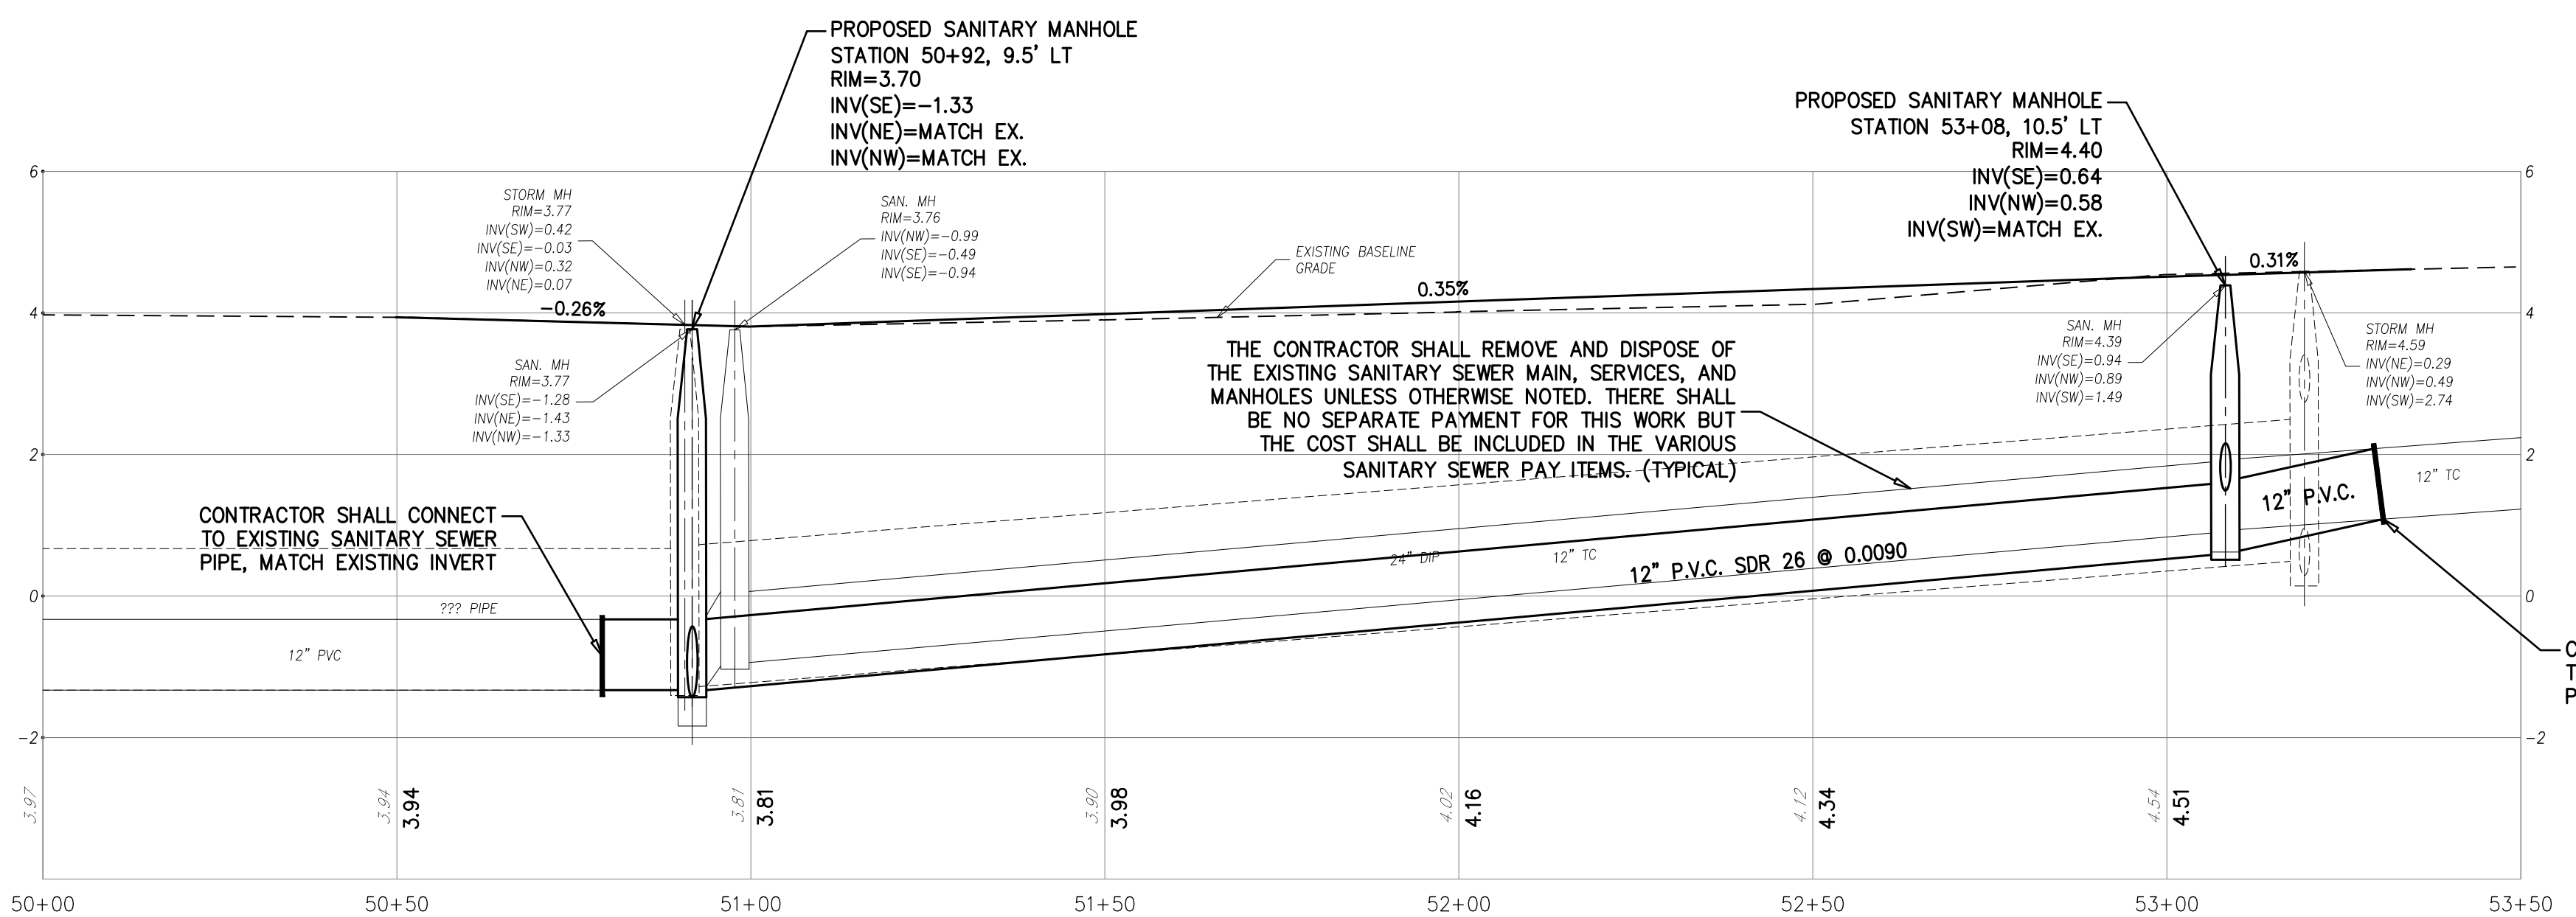 PROPOSED SANITARY MANHOLE
STATION 50+92, 9.5' LT
RIM=3.70
INV(SE)=-1.33
INV(NE)=MATCH EX.
INV(NW)=MATCH EX.
PROPOSED SANITARY MANHOLE
STATION 53+08, 10.5' LT
RIM=4.40
INV(SE)=0.64
INV(NW)=0.58
INV(SW)=MATCH EX.
6
6
STORM MH
RIM=3.77
INV(SW)=0.42
INV(SE)=-0.03
INV(NW)=0.32
INV(NE)=0.07
SAN. MH
RIM=3.76
INV(NW)=-0.99
INV(SE)=-0.49
INV(SE)=-0.94
EXISTING BASELINE
GRADE
-0.26%
0.35%
0.31%
4
4
SAN. MH
RIM=3.77
INV(SE)=-1.28
INV(NE)=-1.43
INV(NW)=-1.33
THE CONTRACTOR SHALL REMOVE AND DISPOSE OF
THE EXISTING SANITARY SEWER MAIN, SERVICES, AND
MANHOLES UNLESS OTHERWISE NOTED. THERE SHALL
BE NO SEPARATE PAYMENT FOR THIS WORK BUT
THE COST SHALL BE INCLUDED IN THE VARIOUS
SANITARY SEWER PAY ITEMS. (TYPICAL)
SAN. MH
RIM=4.39
INV(SE)=0.94
INV(NW)=0.89
INV(SW)=1.49
STORM MH
RIM=4.59
INV(NE)=0.29
INV(NW)=0.49
INV(SW)=2.74
2
2
12" TC
12" P.V.C.
CONTRACTOR SHALL CONNECT
TO EXISTING SANITARY SEWER
PIPE, MATCH EXISTING INVERT
24" DIP
12" TC
12" P.V.C. SDR 26 @ 0.0090
0
0
??? PIPE
12" PVC
C
T
P
-2
-2
3.97
3.94
3.94
3.81
3.81
3.90
3.98
4.02
4.16
4.12
4.34
4.54
4.51
50+00
50+50
51+00
51+50
52+00
52+50
53+00
53+50